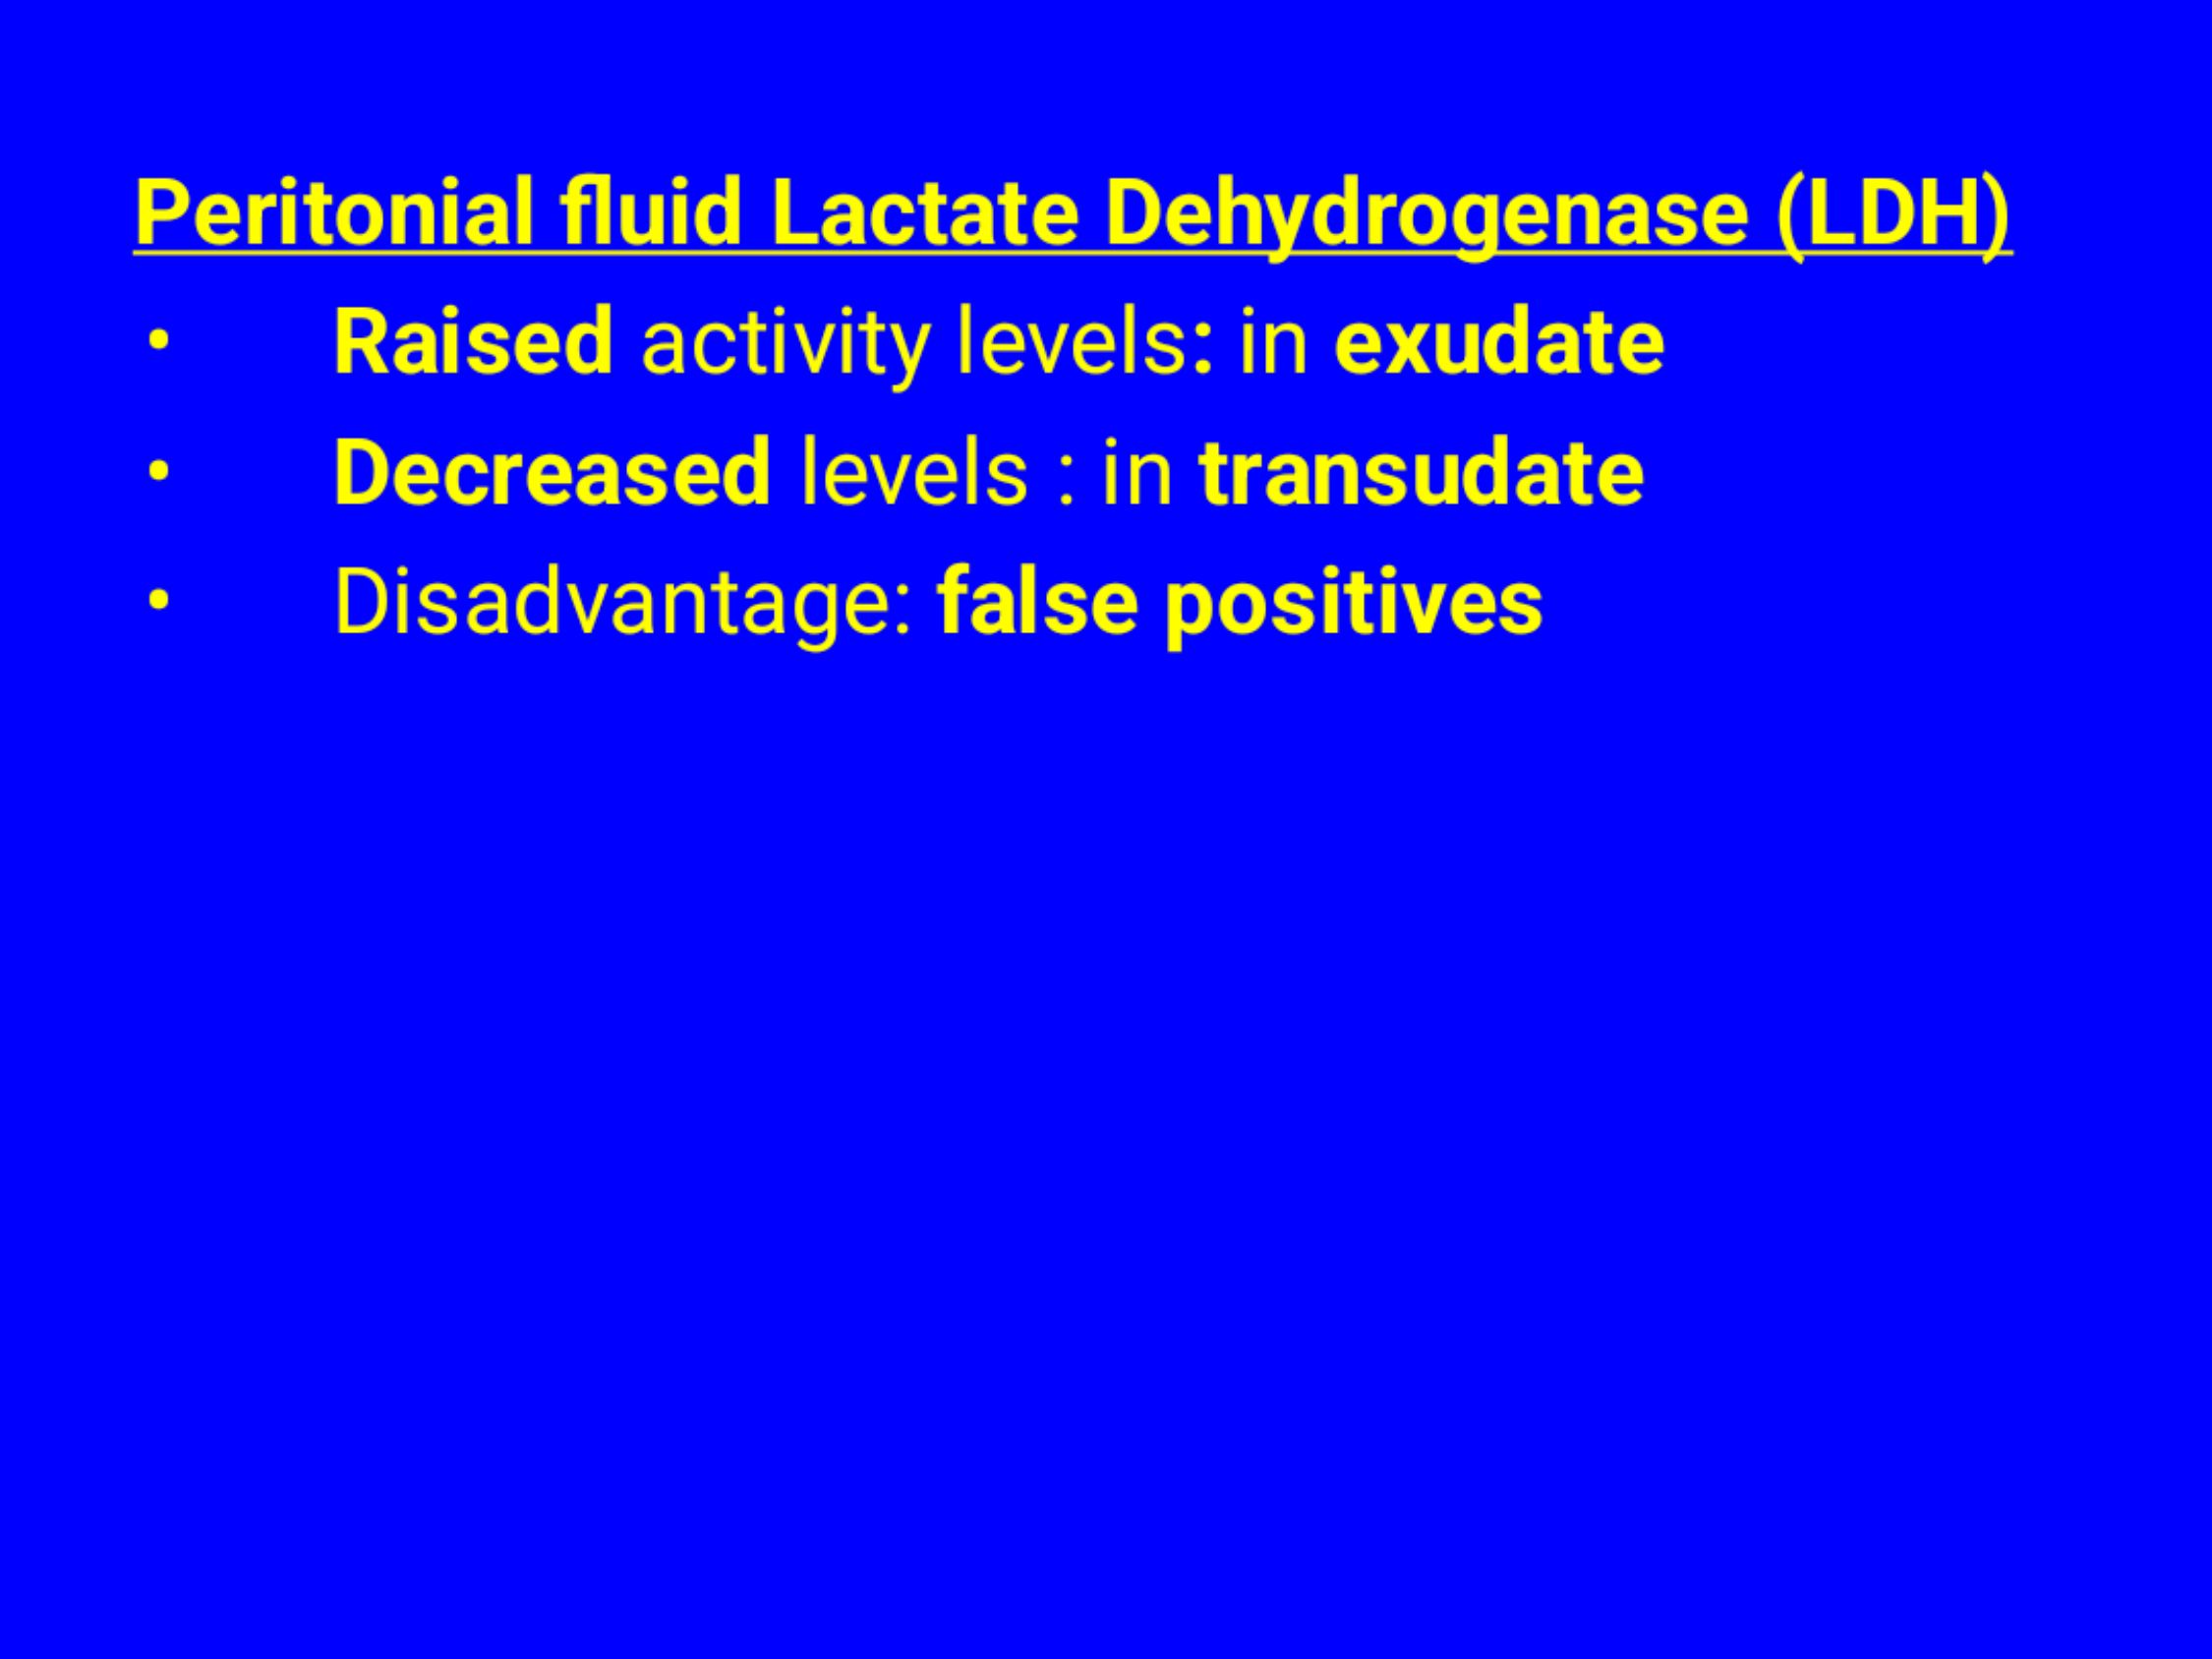 Peritonial fluid Lactate Dehydrogenase (LDH)
• Raised activity levels: in exudate
• Decreased levels : in transudate
• Disadvantage: false positives